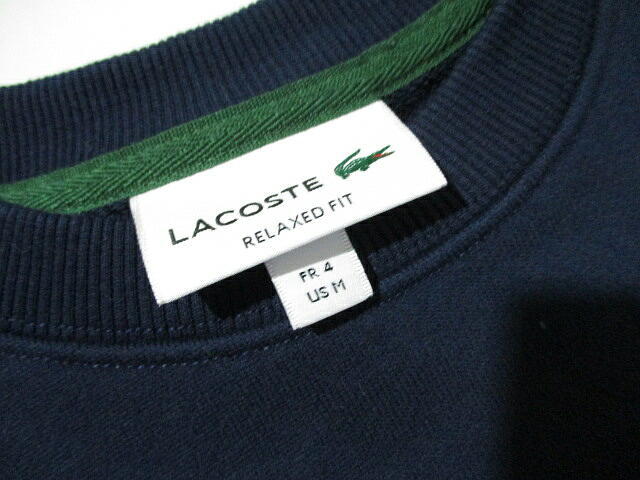 LACOSTE
RELAXED FIT
FR 4
US M